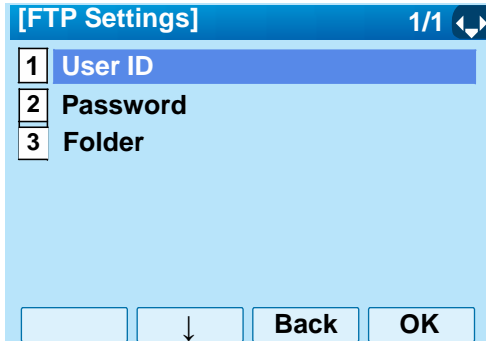 [FTP Settings] 1/1
1 User ID
2 Password
3 Folder
↓ Back OK